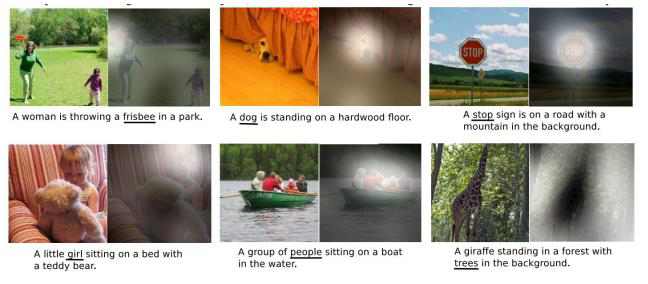 A woman is throwing a frisbee in a park.
A dog is standing on a hardwood floor.
STOP
A stop sign is on a road with a
mountain in the background.
A little girl sitting on a bed with
a teddy bear.
A group of people sitting on a boat
in the water.
A giraffe standing in a forest with
trees in the background.